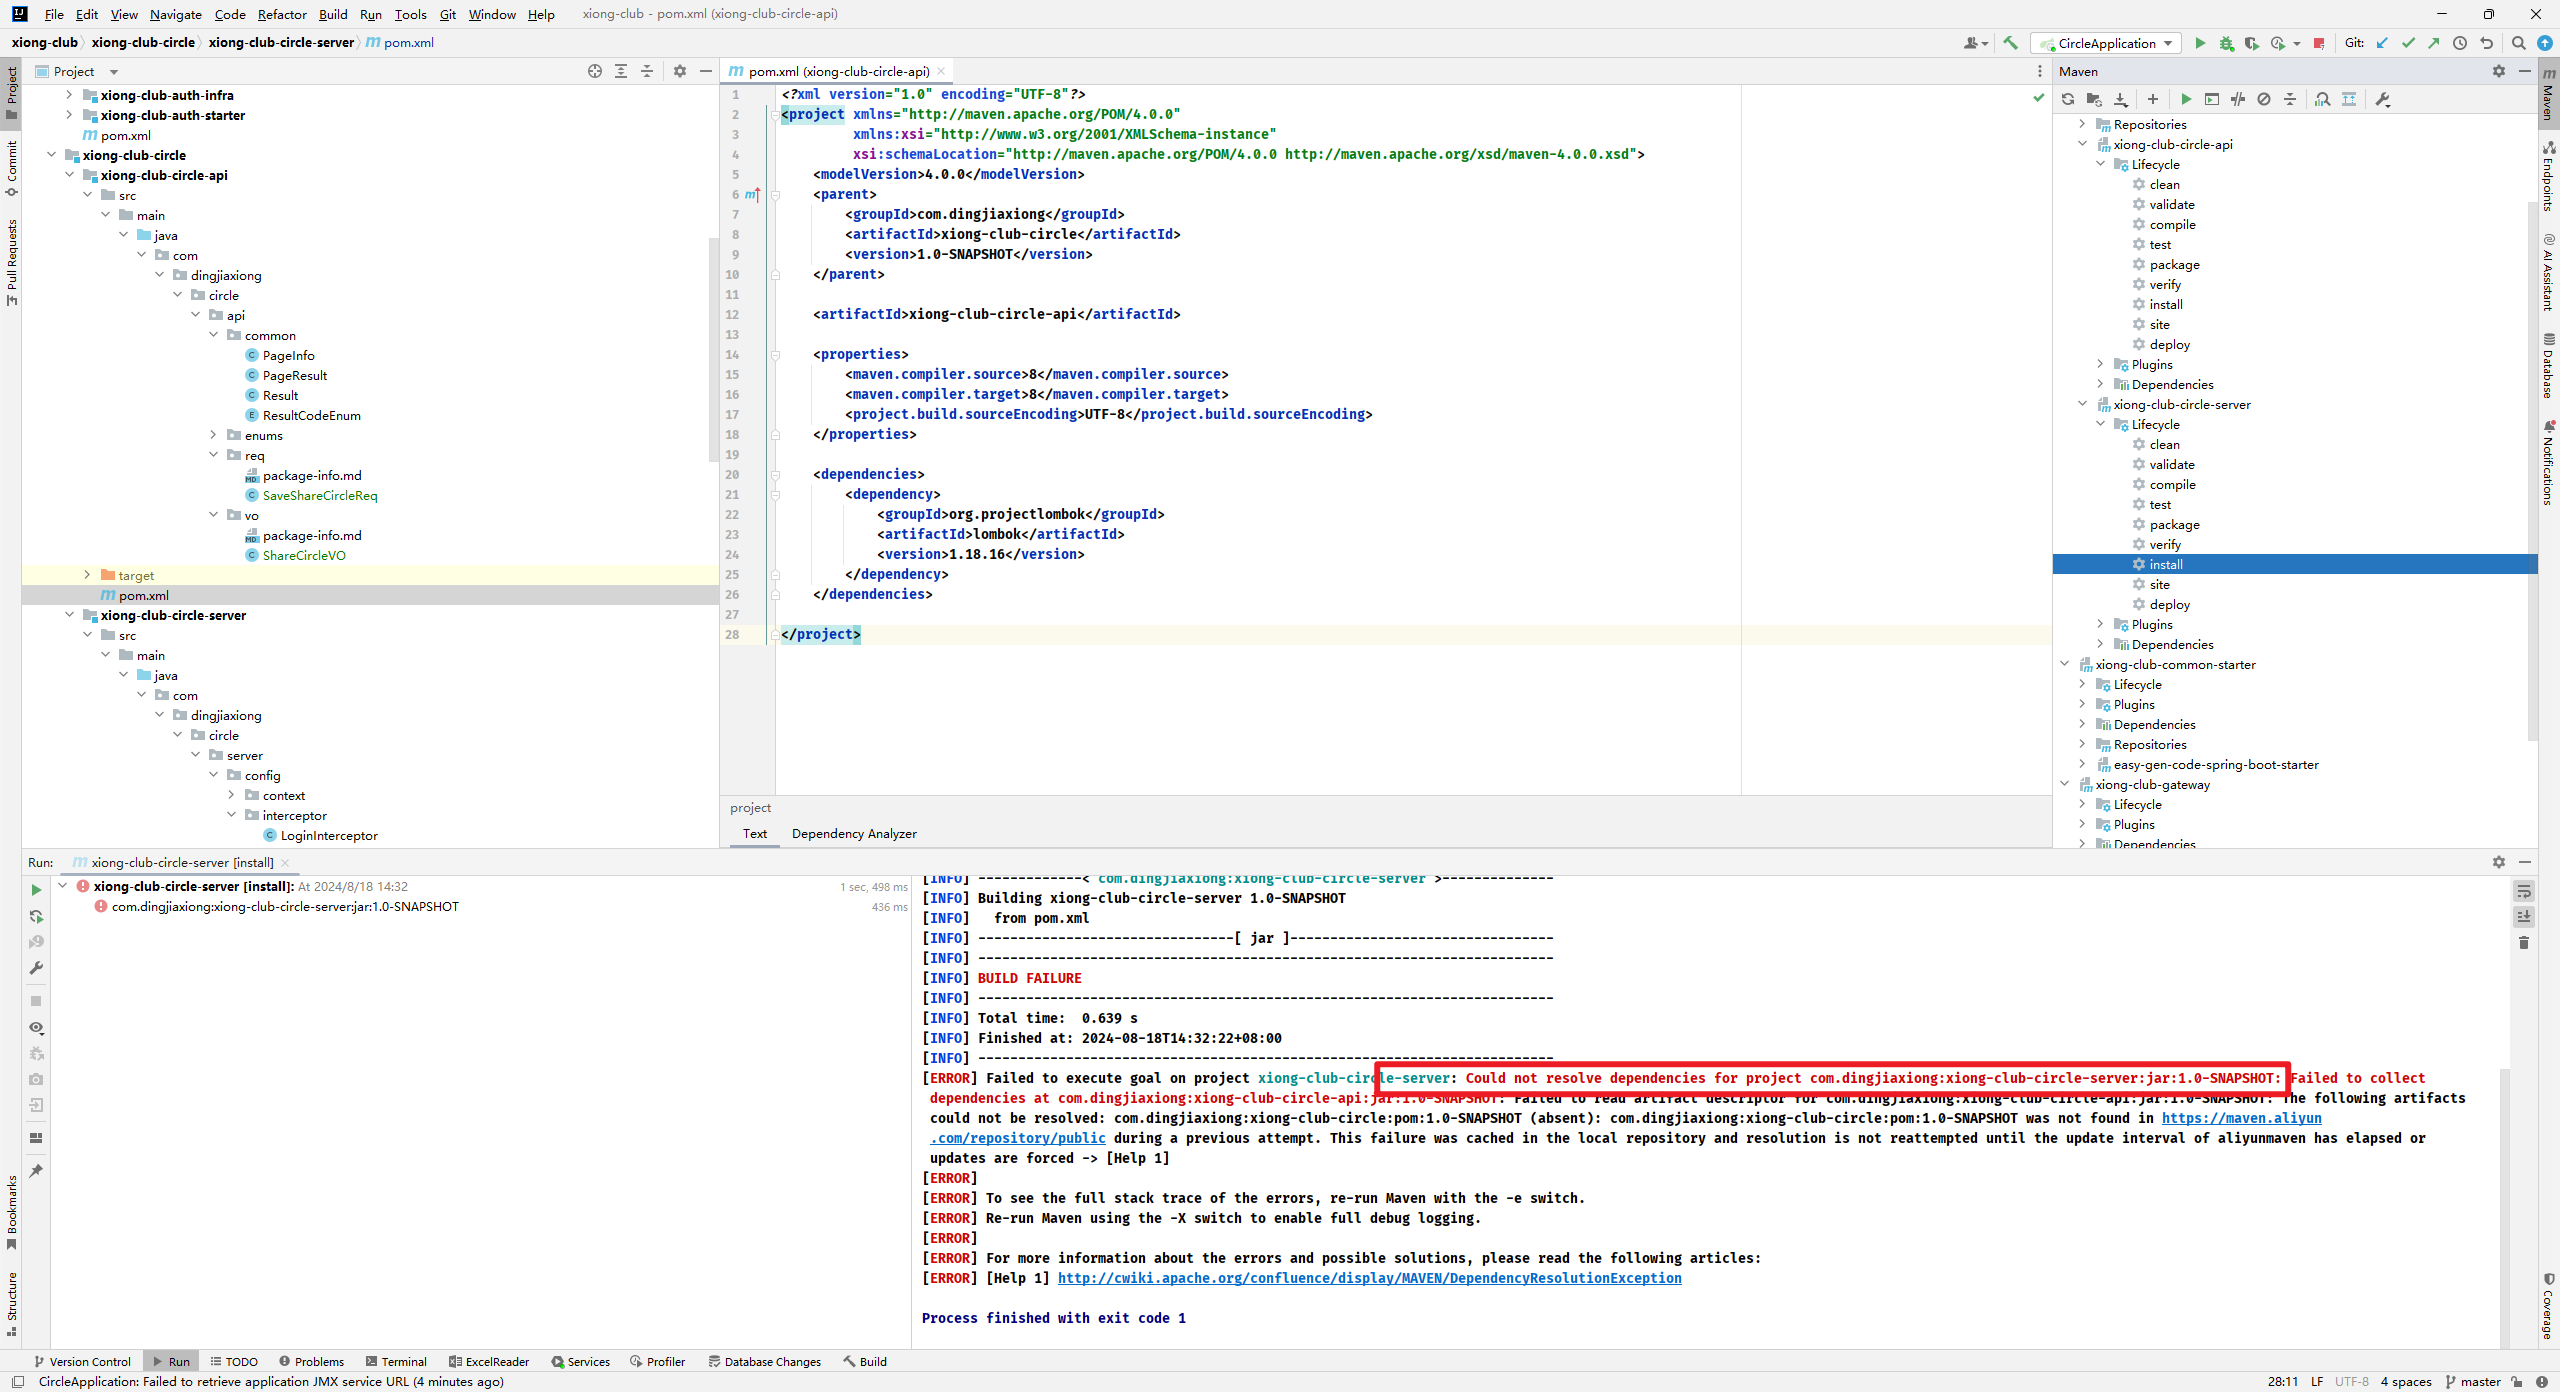 File Edit View Navigate Code Refactor Build Run Tools Git Window Help xiong-club - pom.xml (xiong-club-circle-api)
xiong-club xiong-club-circle xiong-club-circle-server pom.xml
CircleApplication
Git:
Project
Commit
Pull Requests
Bookmarks
Structure
Project
xiong-club-auth-infra
xiong-club-auth-starter
pom.xml
xiong-club-circle
xiong-club-circle-api
src
main
java
com
dingjiaxiong
circle
api
common
PageInfo
PageResult
Result
ResultCodeEnum
enums
req
package-info.md
SaveShareCircleReq
vo
package-info.md
ShareCircleVO
target
pom.xml
xiong-club-circle-server
src
main
java
com
dingjiaxiong
circle
server
config
context
interceptor
LoginInterceptor
pom.xml (xiong-club-circle-api)
1 <?xml version="1.0" encoding="UTF-8"?>
2 <project xmlns="http://maven.apache.org/POM/4.0.0"
3 xmlns:xsi="http://www.w3.org/2001/XMLSchema-instance"
4 xsi:schemaLocation="http://maven.apache.org/POM/4.0.0 http://maven.apache.org/xsd/maven-4.0.0.xsd">
5 <modelVersion>4.0.0</modelVersion>
6 <parent>
7 <groupId>com.dingjiaxiong</groupId>
8 <artifactId>xiong-club-circle</artifactId>
9 <version>1.0-SNAPSHOT</version>
10 </parent>
11
12 <artifactId>xiong-club-circle-api</artifactId>
13
14 <properties>
15 <maven.compiler.source>8</maven.compiler.source>
16 <maven.compiler.target>8</maven.compiler.target>
17 <project.build.sourceEncoding>UTF-8</project.build.sourceEncoding>
18 </properties>
19
20 <dependencies>
21 <dependency>
22 <groupId>org.projectlombok</groupId>
23 <artifactId>lombok</artifactId>
24 <version>1.18.16</version>
25 </dependency>
26 </dependencies>
27
28 </project>
project
Text Dependency Analyzer
Maven
Repositories
xiong-club-circle-api
Lifecycle
clean
validate
compile
test
package
verify
install
site
deploy
Plugins
Dependencies
xiong-club-circle-server
Lifecycle
clean
validate
compile
test
package
verify
install
site
deploy
Plugins
Dependencies
xiong-club-common-starter
Lifecycle
Plugins
Dependencies
Repositories
easy-gen-code-spring-boot-starter
xiong-club-gateway
Lifecycle
Plugins
Dependencies
Maven
Endpoints
AI Assistant
Database
Notifications
Coverage
Run: xiong-club-circle-server [install]
xiong-club-circle-server [install]: At 2024/8/18 14:32 1 sec, 498 ms
com.dingjiaxiong:xiong-club-circle-server:jar:1.0-SNAPSHOT 436 ms
[INFO] -------------< com.dingjiaxiong:xiong-club-circle-server >--------------
[INFO] Building xiong-club-circle-server 1.0-SNAPSHOT
[INFO] from pom.xml
[INFO] --------------------------------[ jar ]---------------------------------
[INFO] ------------------------------------------------------------------------
[INFO] BUILD FAILURE
[INFO] ------------------------------------------------------------------------
[INFO] Total time: 0.639 s
[INFO] Finished at: 2024-08-18T14:32:22+08:00
[INFO] ------------------------------------------------------------------------
[ERROR] Failed to execute goal on project xiong-club-circle-server: Could not resolve dependencies for project com.dingjiaxiong:xiong-club-circle-server:jar:1.0-SNAPSHOT: Failed to collect
dependencies at com.dingjiaxiong:xiong-club-circle-api:jar:1.0-SNAPSHOT: Failed to read artifact descriptor for com.dingjiaxiong:xiong-club-circle-api:jar:1.0-SNAPSHOT: The following artifacts
could not be resolved: com.dingjiaxiong:xiong-club-circle:pom:1.0-SNAPSHOT (absent): com.dingjiaxiong:xiong-club-circle:pom:1.0-SNAPSHOT was not found in https://maven.aliyun
.com/repository/public during a previous attempt. This failure was cached in the local repository and resolution is not reattempted until the update interval of aliyunmaven has elapsed or
updates are forced -> [Help 1]
[ERROR]
[ERROR] To see the full stack trace of the errors, re-run Maven with the -e switch.
[ERROR] Re-run Maven using the -X switch to enable full debug logging.
[ERROR]
[ERROR] For more information about the errors and possible solutions, please read the following articles:
[ERROR] [Help 1] http://cwiki.apache.org/confluence/display/MAVEN/DependencyResolutionException
Process finished with exit code 1
Version Control Run TODO Problems Terminal ExcelReader Services Profiler Database Changes Build
CircleApplication: Failed to retrieve application JMX service URL (4 minutes ago) 28:11 LF UTF-8 4 spaces master